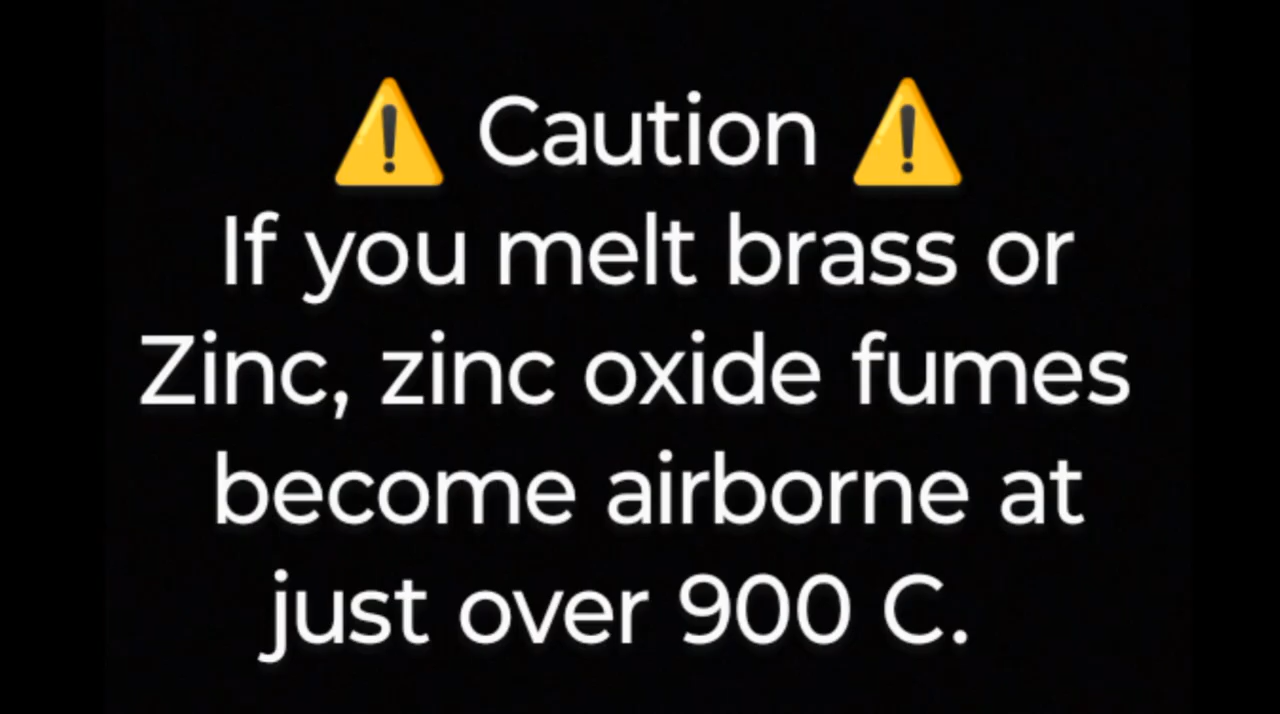 ⚠️ Caution ⚠️
If you melt brass or
Zinc, zinc oxide fumes
become airborne at
just over 900 C.